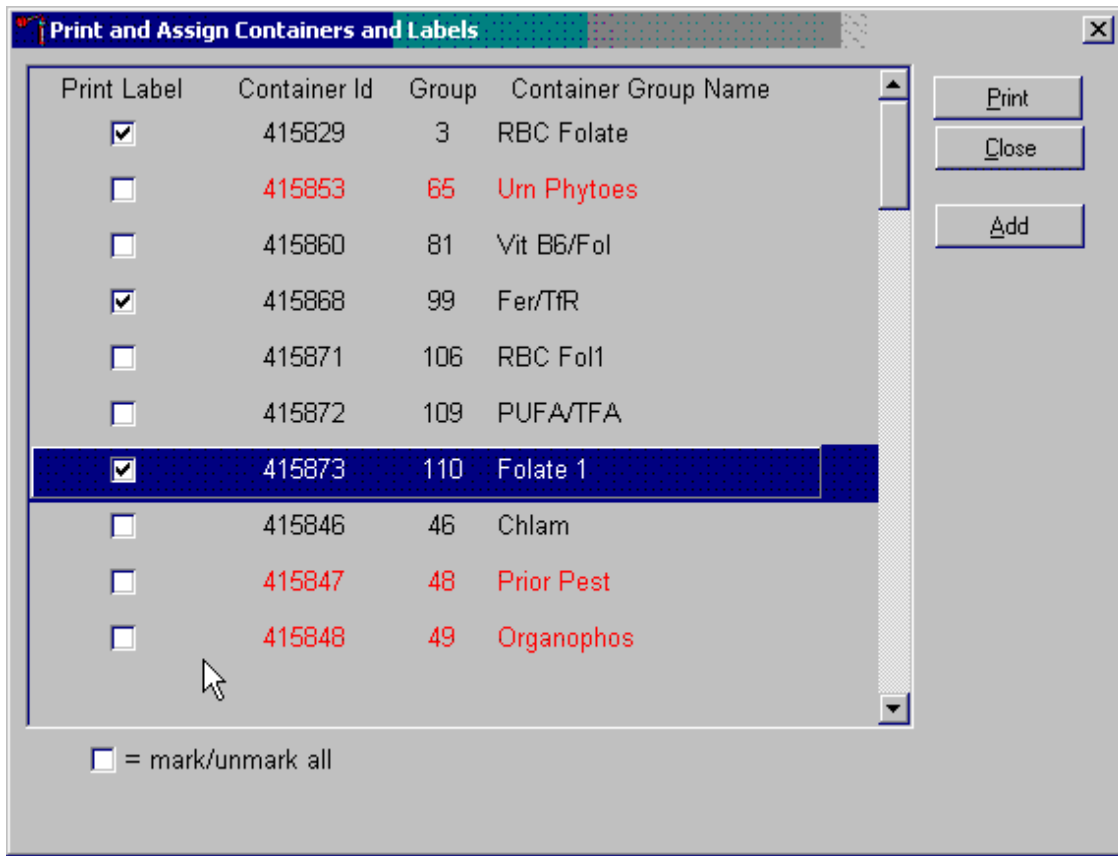 Print and Assign Containers and Labels
Print Label Container Id Group Container Group Name
415829 3 RBC Folate
415853 65 Urn Phytoes
415860 81 Vit B6/Fol
415868 99 Fer/TfR
415871 106 RBC Fol1
415872 109 PUFA/TFA
415873 110 Folate 1
415846 46 Chlam
415847 48 Prior Pest
415848 49 Organophos
= mark/unmark all
Print
Close
Add